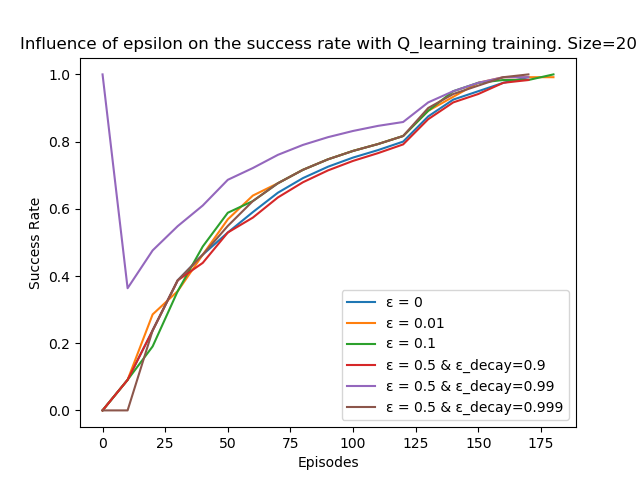 Influence of epsilon on the success rate with Q_learning training. Size=20
1.0
0.8
0.6
0.4
0.2
0.0
Success Rate
ε = 0
ε = 0.01
ε = 0.1
ε = 0.5 & ε_decay=0.9
ε = 0.5 & ε_decay=0.99
ε = 0.5 & ε_decay=0.999
0 25 50 75 100 125 150 175
Episodes